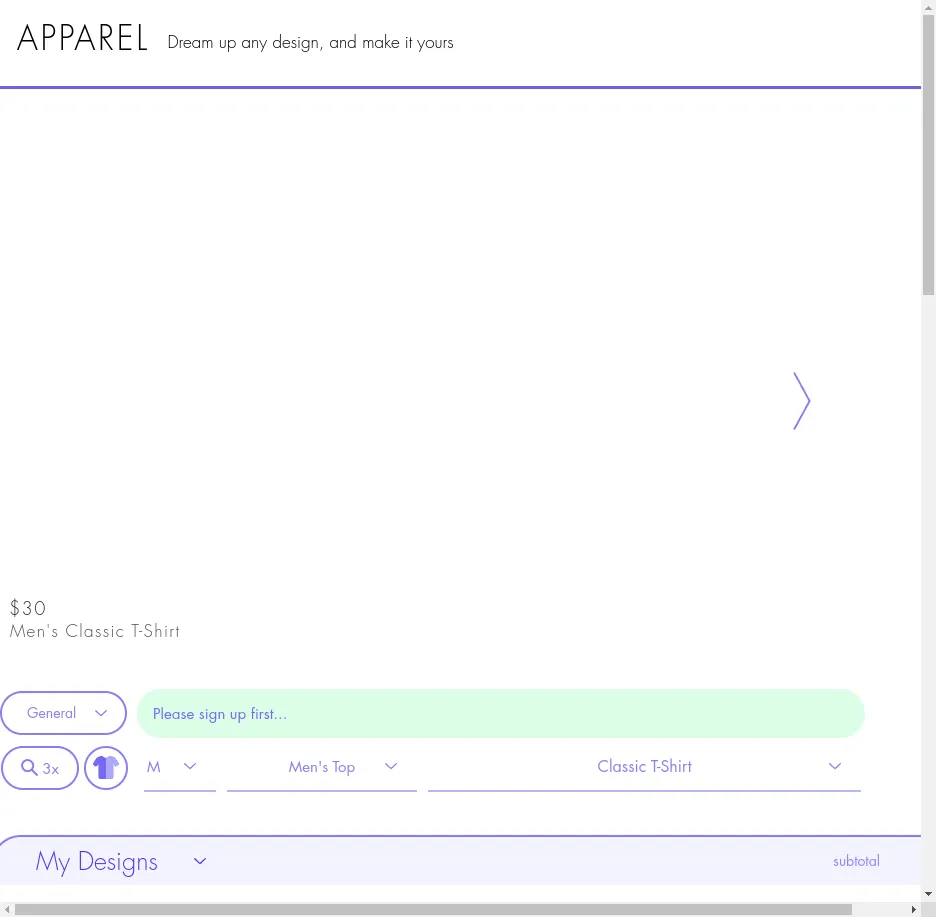 APPAREL Dream up any design, and make it yours
$30
Men's Classic T-Shirt
General Please sign up first...
3x M Men's Top Classic T-Shirt
My Designs subtotal